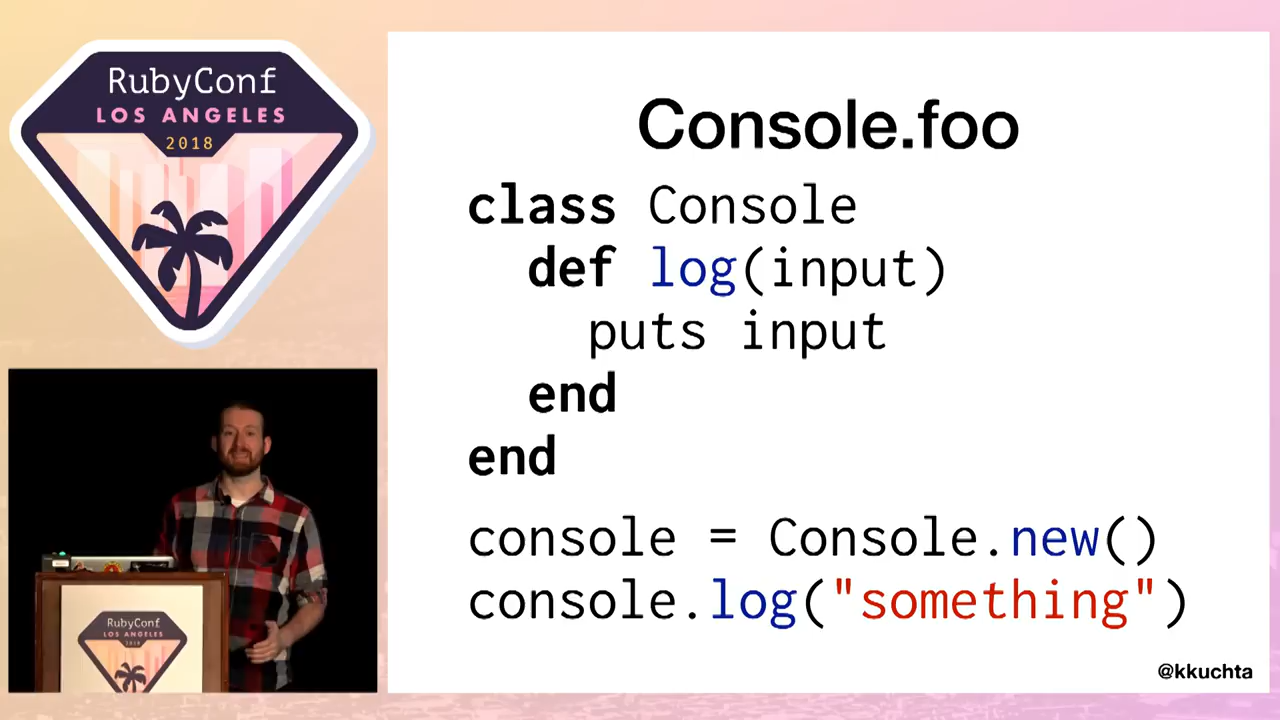 RubyConf
LOS ANGELES
2018
Console.foo
class Console
  def log(input)
    puts input
  end
end
console = Console.new()
console.log("something")
@kkuchta
RubyConf
LOS ANGELES
2018